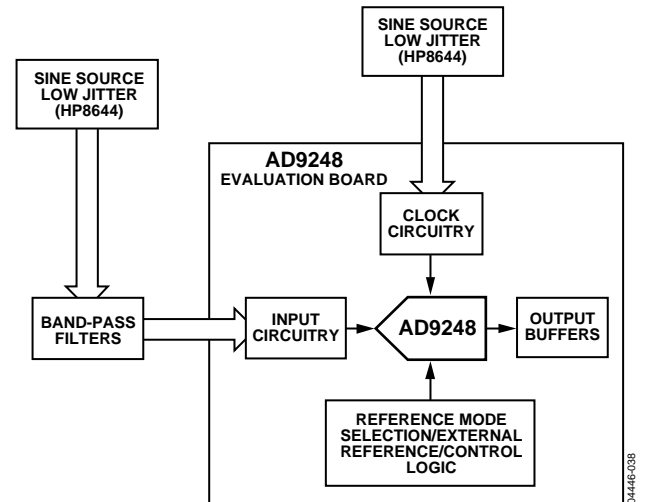 SINE SOURCE
LOW JITTER
(HP8644)
SINE SOURCE
LOW JITTER
(HP8644)
AD9248
EVALUATION BOARD
CLOCK
CIRCUITRY
BAND-PASS
FILTERS
INPUT
CIRCUITRY
AD9248
OUTPUT
BUFFERS
REFERENCE MODE
SELECTION/EXTERNAL
REFERENCE/CONTROL
LOGIC
04446-038